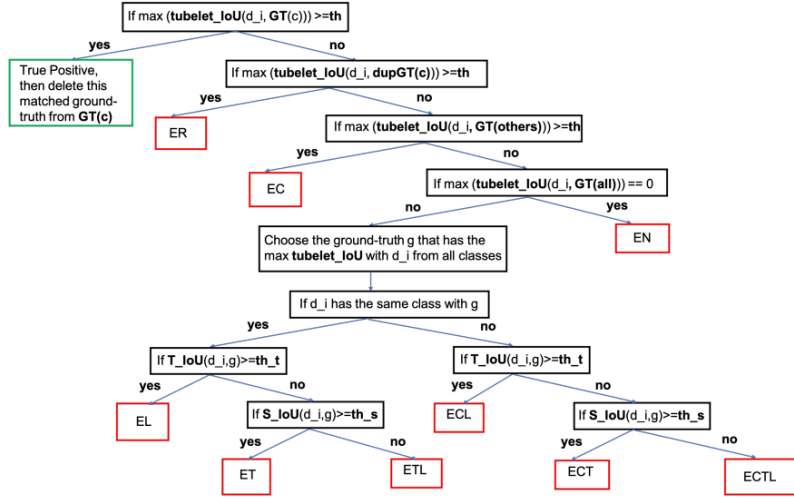 If max (tubelet_IoU(d_i, GT(c))) >=th
yes
no
True Positive,
then delete this
matched ground-
truth from GT(c)
If max (tubelet_IoU(d_i, dupGT(c))) >=th
yes
no
ER
If max (tubelet_IoU(d_i, GT(others))) >=th
yes
no
EC
If max (tubelet_IoU(d_i, GT(all))) == 0
no
yes
EN
Choose the ground-truth g that has the
max tubelet_IoU with d_i from all classes
If d_i has the same class with g
yes
no
If T_IoU(d_i,g)>=th_t
If T_IoU(d_i,g)>=th_t
yes
no
yes
no
EL
If S_IoU(d_i,g)>=th_s
ECL
If S_IoU(d_i,g)>=th_s
yes
no
yes
no
ET
ETL
ECT
ECTL